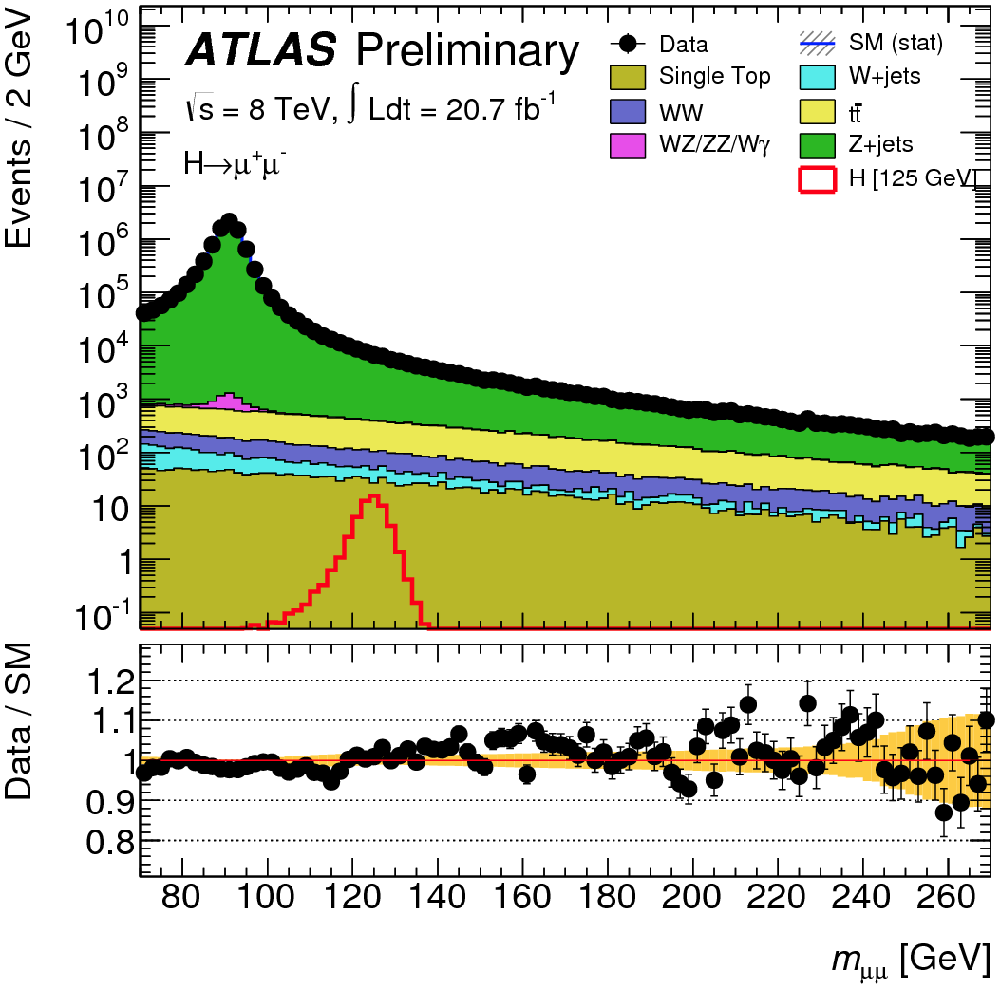 ATLAS Preliminary
√s = 8 TeV, ∫ Ldt = 20.7 fb⁻¹
H→μ⁺μ⁻
Data
Single Top
WW
WZ/ZZ/Wγ
SM (stat)
W+jets
tt̄
Z+jets
H [125 GeV]
Events / 2 GeV
10¹⁰
10⁹
10⁸
10⁷
10⁶
10⁵
10⁴
10³
10²
10
1
10⁻¹
Data / SM
1.2
1.1
1
0.9
0.8
80 100 120 140 160 180 200 220 240 260
mμμ [GeV]